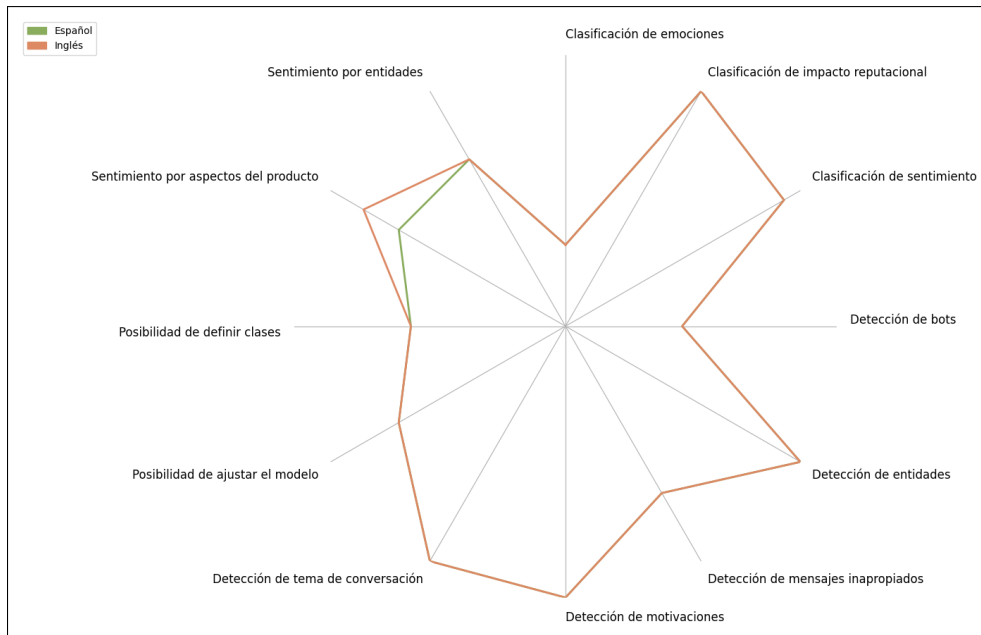 Español
Inglés
Clasificación de emociones
Clasificación de impacto reputacional
Sentimiento por entidades
Sentimiento por aspectos del producto
Clasificación de sentimiento
Detección de bots
Posibilidad de definir clases
Posibilidad de ajustar el modelo
Detección de entidades
Detección de tema de conversación
Detección de mensajes inapropiados
Detección de motivaciones